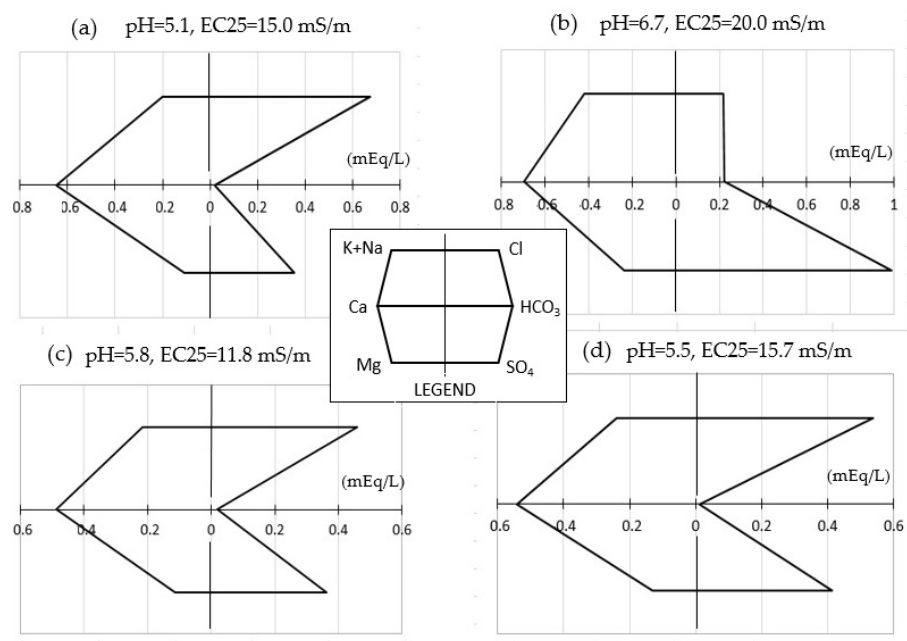 (a) pH=5.1, EC25=15.0 mS/m
(mEq/L)
0.8 0.6 0.4 0.2 0 0.2 0.4 0.6 0.8
(b) pH=6.7, EC25=20.0 mS/m
(mEq/L)
0.8 0.6 0.4 0.2 0 0.2 0.4 0.6 0.8 1
K+Na Cl
Ca HCO₃
Mg SO₄
LEGEND
(c) pH=5.8, EC25=11.8 mS/m
(mEq/L)
0.6 0.4 0.2 0 0.2 0.4 0.6
(d) pH=5.5, EC25=15.7 mS/m
(mEq/L)
0.6 0.4 0.2 0 0.2 0.4 0.6